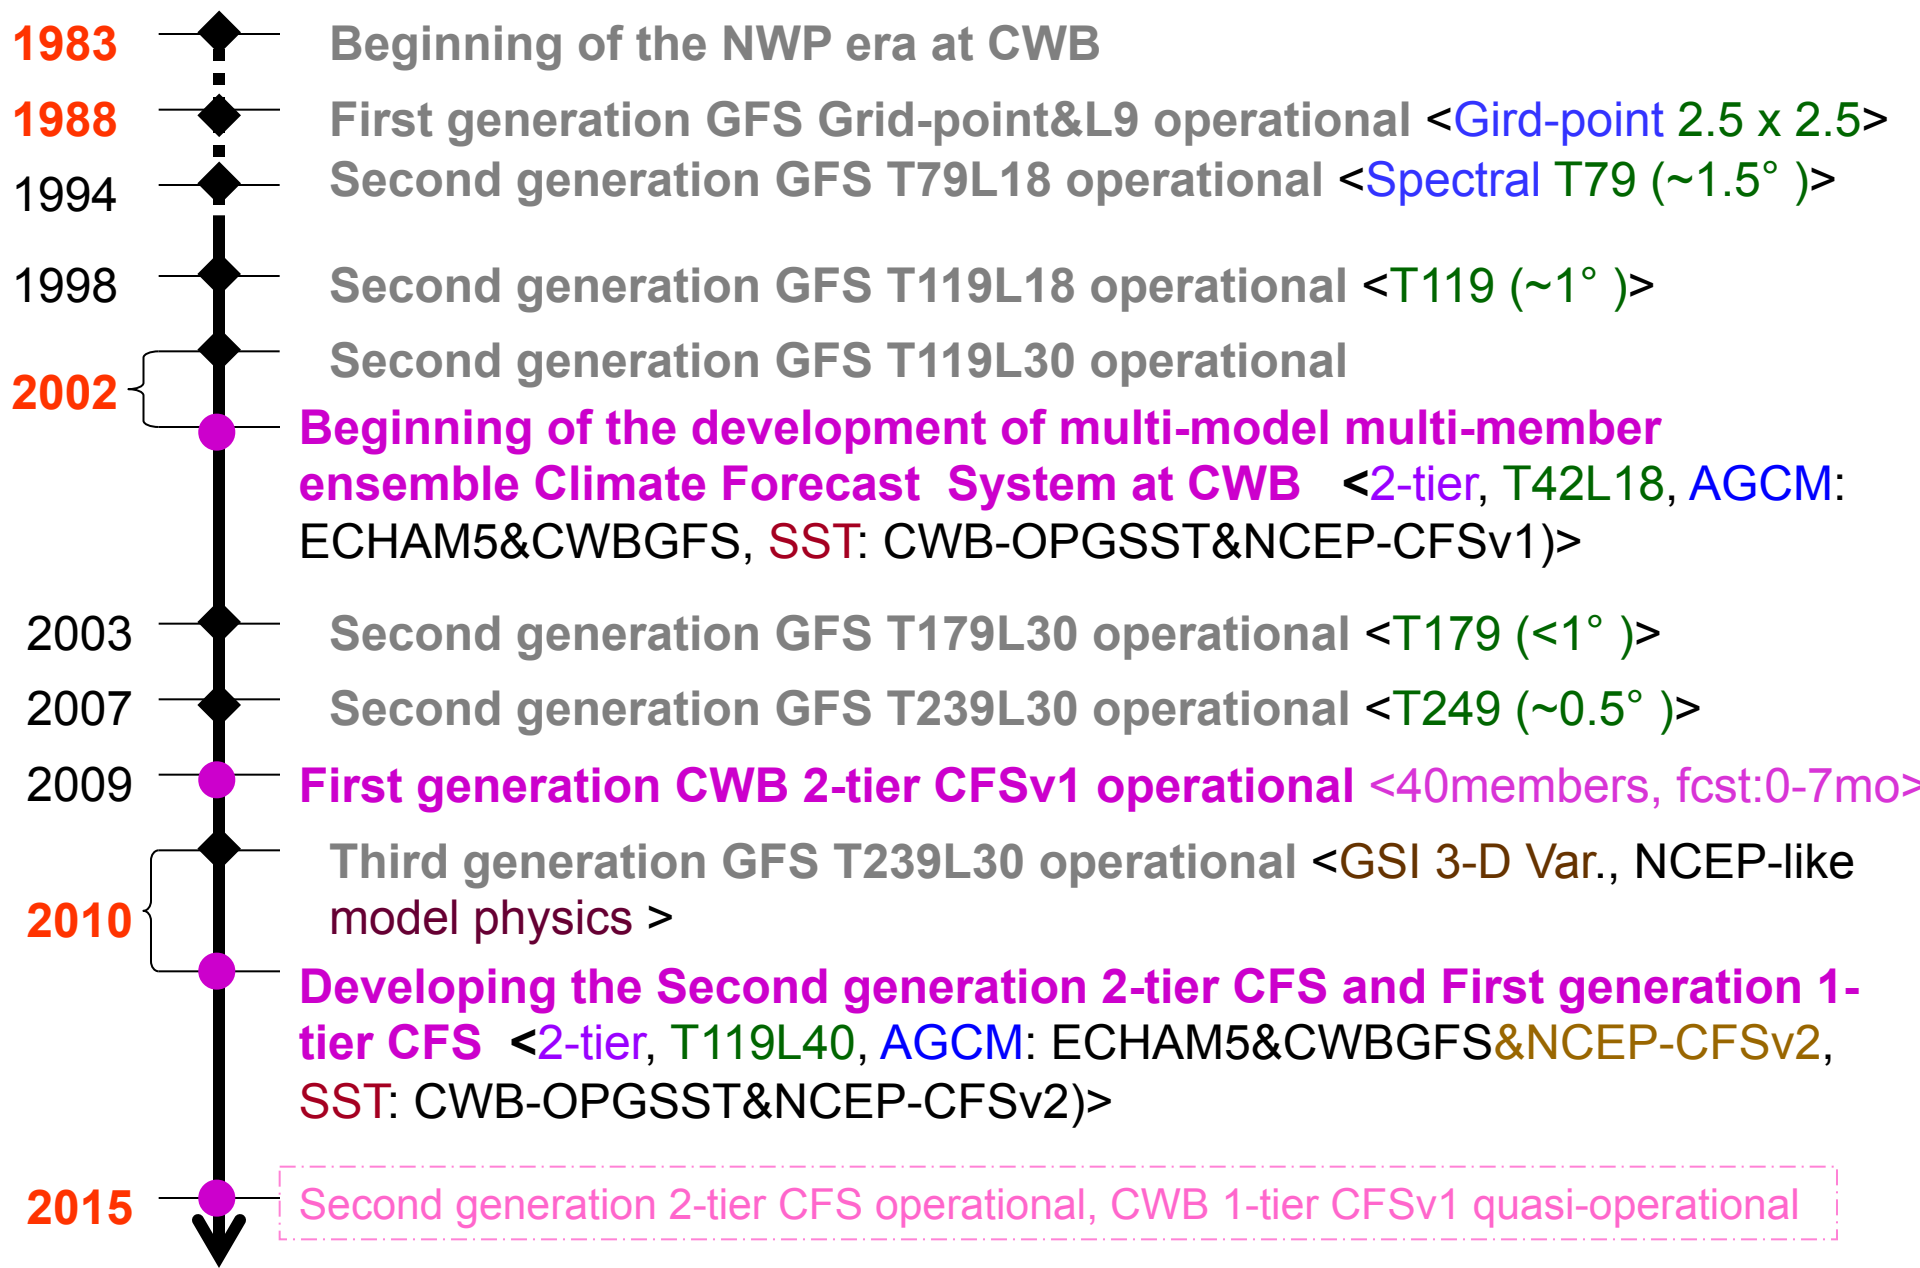 1983 Beginning of the NWP era at CWB
1988 First generation GFS Grid-point&L9 operational <Gird-point 2.5 x 2.5>
1994 Second generation GFS T79L18 operational <Spectral T79 (~1.5° )>
1998 Second generation GFS T119L18 operational <T119 (~1° )>
Second generation GFS T119L30 operational
2002
Beginning of the development of multi-model multi-member
ensemble Climate Forecast System at CWB <2-tier, T42L18, AGCM:
ECHAM5&CWBGFS, SST: CWB-OPGSST&NCEP-CFSv1)>
2003 Second generation GFS T179L30 operational <T179 (<1° )>
2007 Second generation GFS T239L30 operational <T249 (~0.5° )>
2009 First generation CWB 2-tier CFSv1 operational <40members, fcst:0-7mo>
Third generation GFS T239L30 operational <GSI 3-D Var., NCEP-like
2010 model physics >
Developing the Second generation 2-tier CFS and First generation 1-
tier CFS <2-tier, T119L40, AGCM: ECHAM5&CWBGFS&NCEP-CFSv2,
SST: CWB-OPGSST&NCEP-CFSv2)>
2015 Second generation 2-tier CFS operational, CWB 1-tier CFSv1 quasi-operational